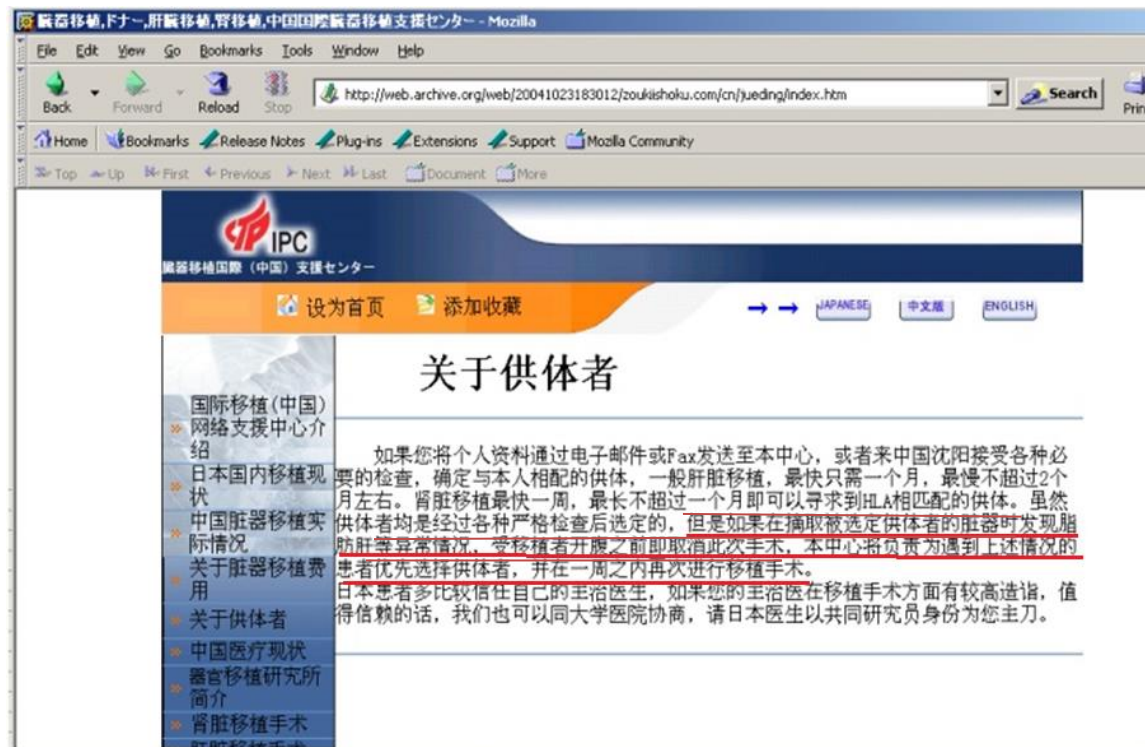 臓器移植,ドナー,肝臓移植,腎移植,中国国際臓器移植支援センター - Mozilla
File Edit View Go Bookmarks Tools Window Help
Back Forward Reload Stop http://web.archive.org/web/20041023183012/zoukiishoku.com/cn/jueding/index.htm Search Prin
Home Bookmarks Release Notes Plug-ins Extensions Support Mozilla Community
Top Up First Previous Next Last Document More
IPC
臓器移植国際（中国）支援センター
设为首页 添加收藏 JAPANESE 中文版 ENGLISH
关于供体者
国际移植(中国)
网络支援中心介
绍
日本国内移植现
状
中国脏器移植实
际情况
关于脏器移植费
用
关于供体者
中国医疗现状
器官移植研究所
简介
肾脏移植手术
肝脏移植手术
如果您将个人资料通过电子邮件或Fax发送至本中心，或者来中国沈阳接受各种必
要的检查，确定与本人相配的供体，一般肝脏移植，最快只需一个月，最慢不超过2个
月左右。肾脏移植最快一周，最长不超过一个月即可以寻求到HLA相匹配的供体。虽然
供体者均是经过各种严格检查后选定的，但是如果在摘取被选定供体者的脏器时发现脂
肪肝等异常情况，受移植者开腹之前即取消此次手术，本中心将负责为遇到上述情况的
患者优先选择供体者，并在一周之内再次进行移植手术。
日本患者多比较信任自己的主治医生，如果您的主治医在移植手术方面有较高造诣，值
得信赖的话，我们也可以同大学医院协商，请日本医生以共同研究员身份为您主刀。